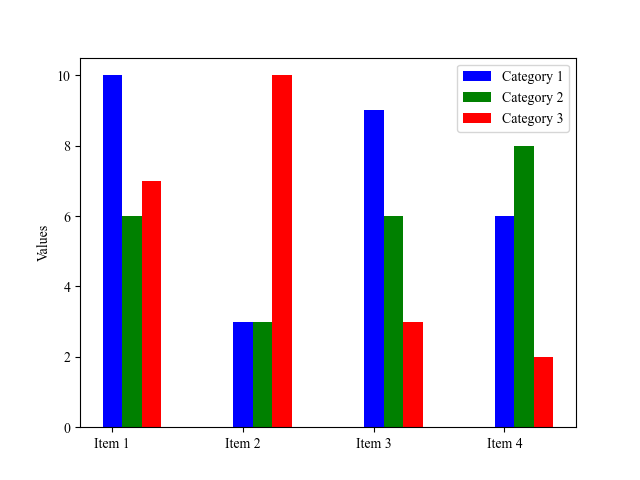 Category 1
Category 2
Category 3
Values
10
8
6
4
2
0
Item 1
Item 2
Item 3
Item 4